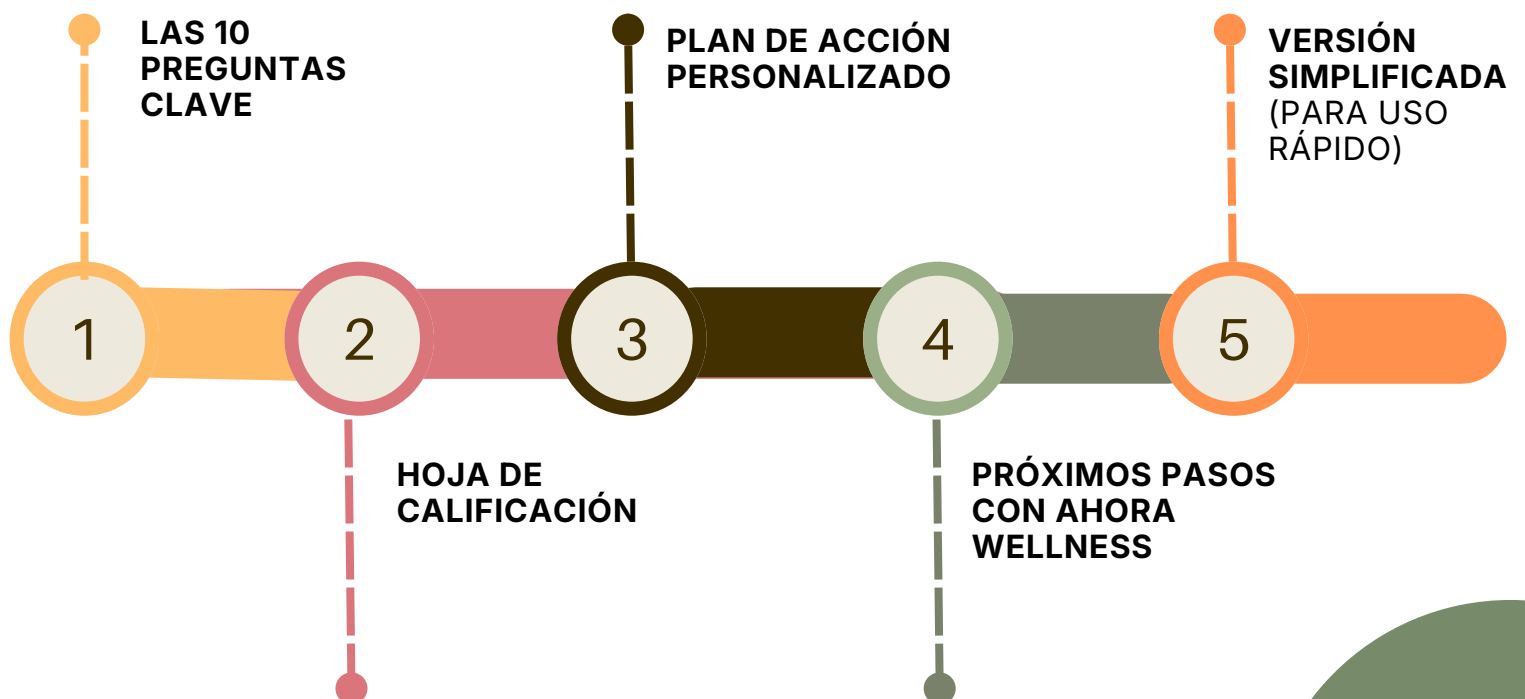 LAS 10
PREGUNTAS
CLAVE
PLAN DE ACCIÓN
PERSONALIZADO
VERSIÓN
SIMPLIFICADA
(PARA USO
RÁPIDO)
1
2
3
4
5
HOJA DE
CALIFICACIÓN
PRÓXIMOS PASOS
CON AHORA
WELLNESS